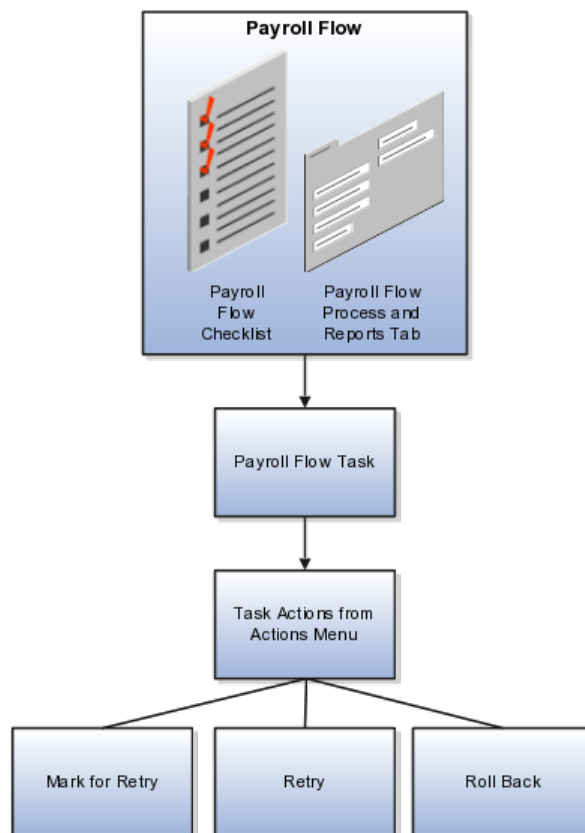 Payroll Flow
Payroll
Flow
Checklist
Payroll Flow
Process and
Reports Tab
Payroll Flow Task
Task Actions from
Actions Menu
Mark for Retry
Retry
Roll Back